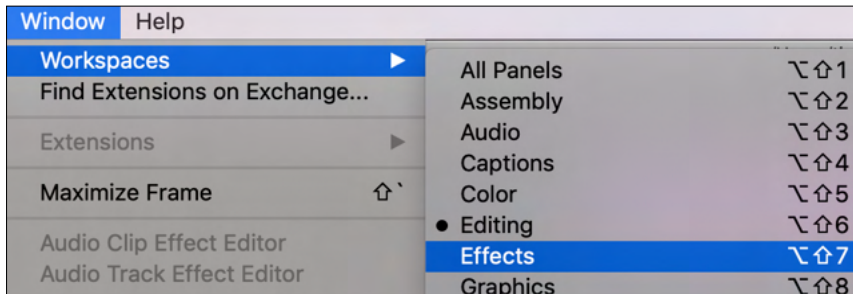 Window Help
Workspaces ▶
Find Extensions on Exchange...
Extensions ▶
Maximize Frame ⇧`
Audio Clip Effect Editor
Audio Track Effect Editor
All Panels ⌥⇧1
Assembly ⌥⇧2
Audio ⌥⇧3
Captions ⌥⇧4
Color ⌥⇧5
● Editing ⌥⇧6
Effects ⌥⇧7
Graphics ⌥⇧8